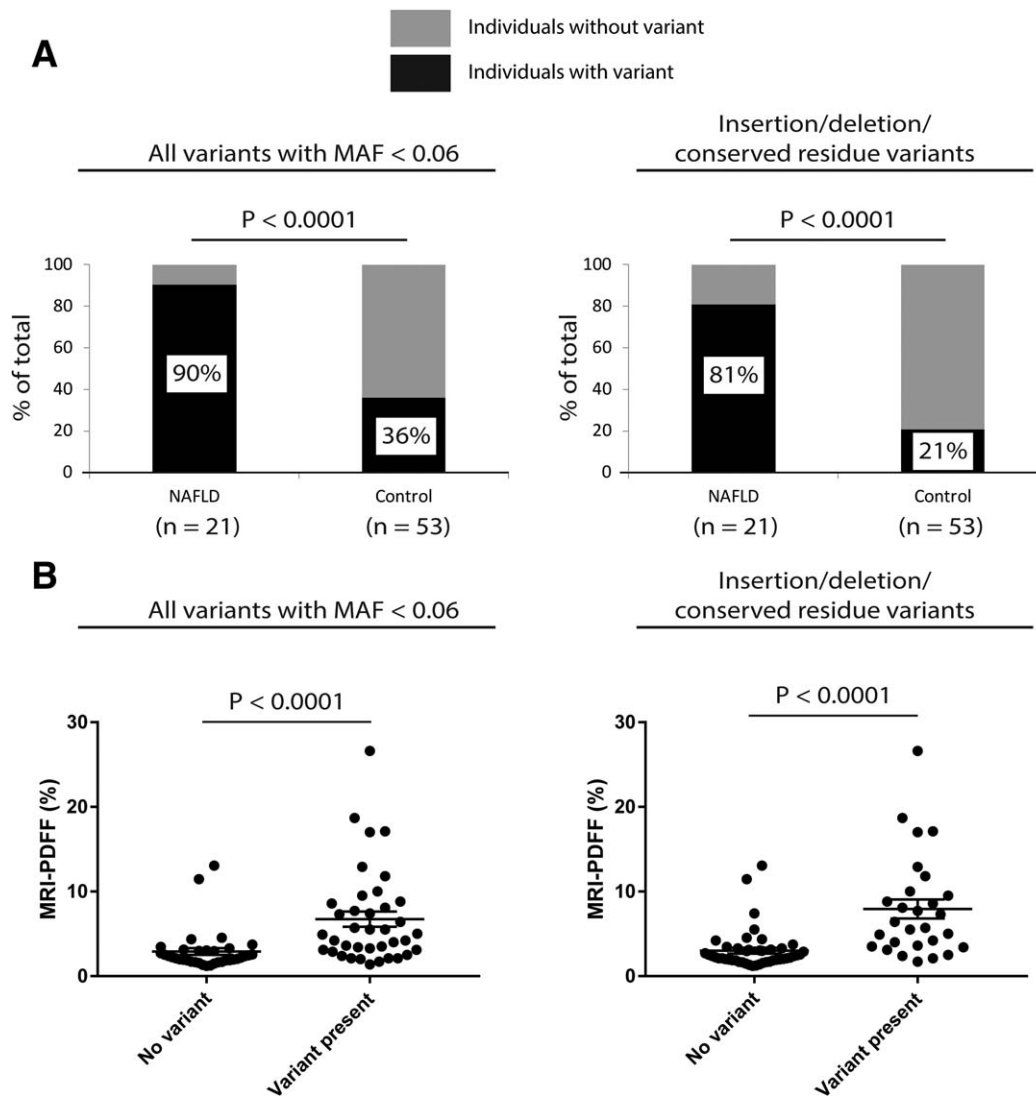 Individuals without variant
A
Individuals with variant
All variants with MAF < 0.06
Insertion/deletion/
conserved residue variants
P < 0.0001
P < 0.0001
% of total
100
80
60
40
20
0
90%
36%
NAFLD
Control
(n = 21)
(n = 53)
% of total
100
80
60
40
20
0
81%
21%
NAFLD
Control
(n = 21)
(n = 53)
B
All variants with MAF < 0.06
Insertion/deletion/
conserved residue variants
P < 0.0001
P < 0.0001
MRI-PDFF (%)
30
20
10
0
No variant
Variant present
MRI-PDFF (%)
30
20
10
0
No variant
Variant present